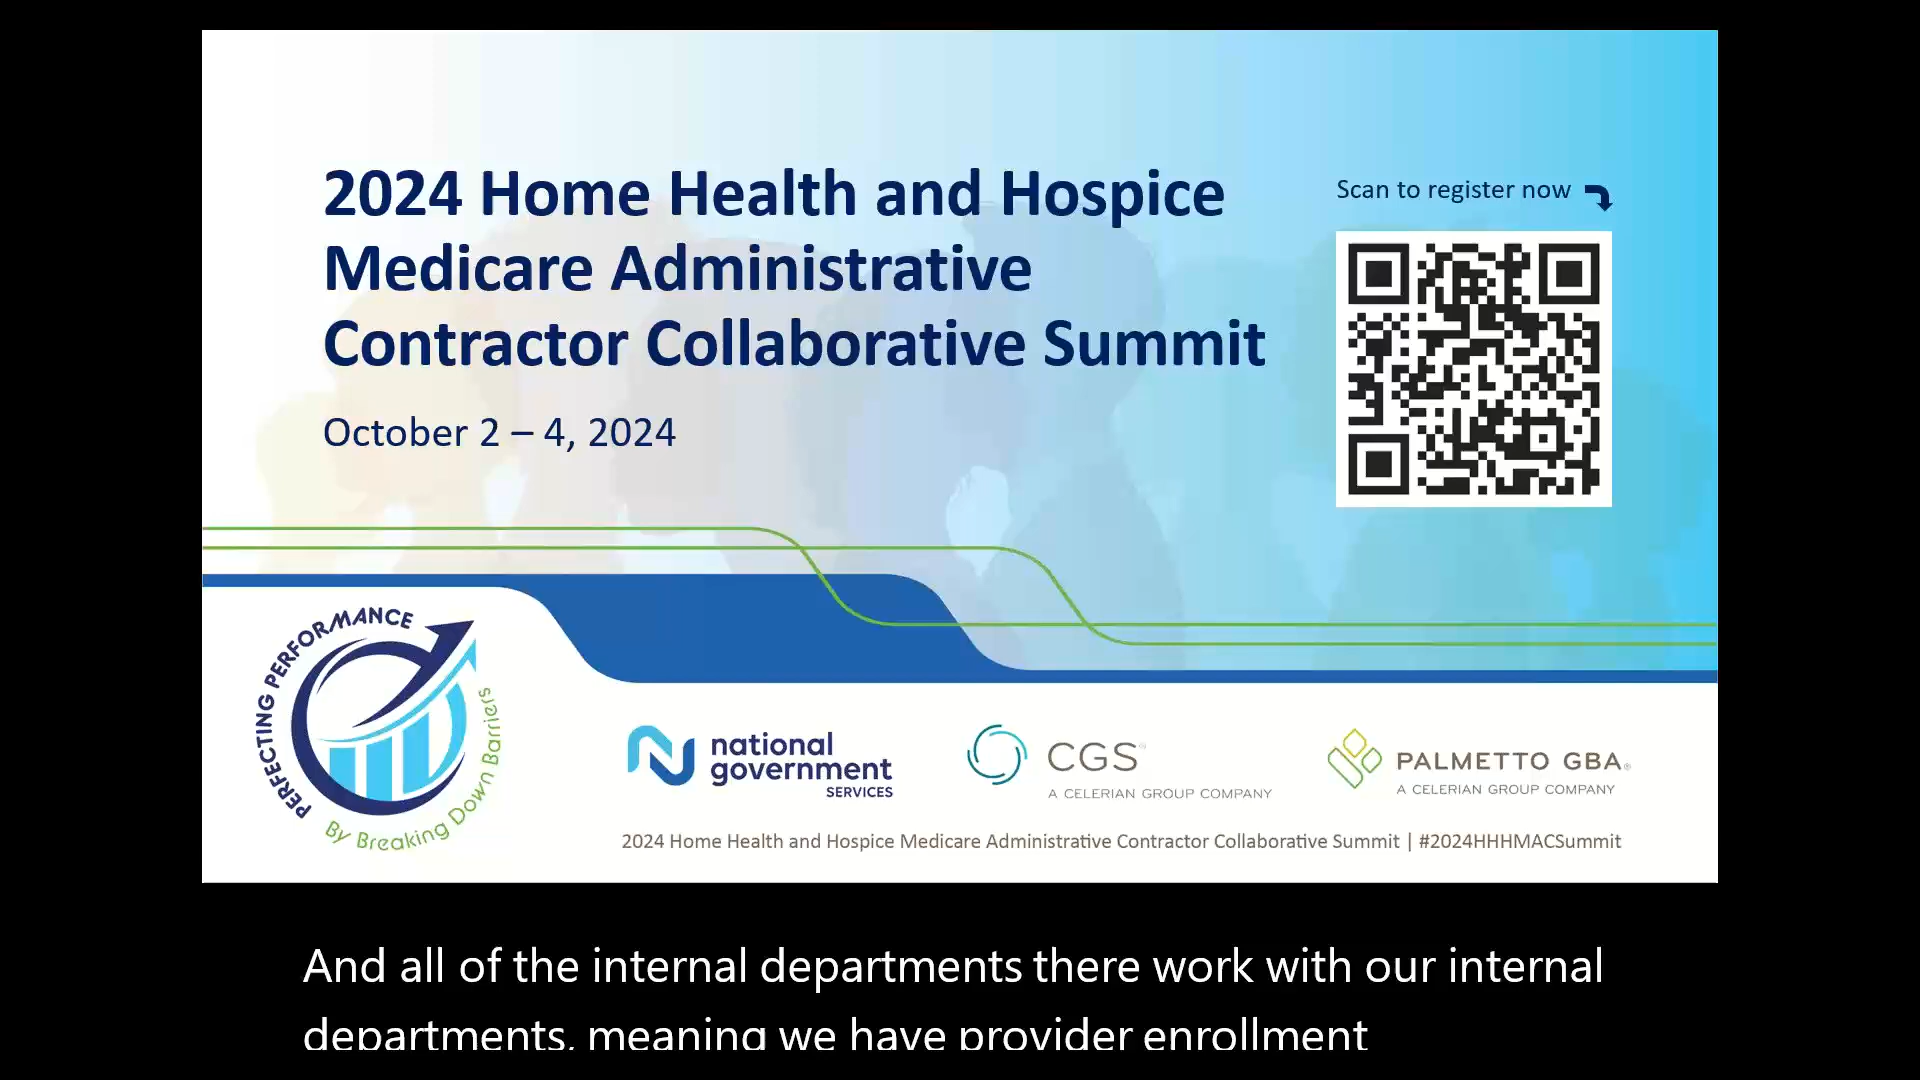 2024 Home Health and Hospice
Medicare Administrative
Contractor Collaborative Summit
October 2 – 4, 2024
Scan to register now
PERFECTING PERFORMANCE
By Breaking Down Barriers
national
government
SERVICES
CGS®
A CELERIAN GROUP COMPANY
PALMETTO GBA®
A CELERIAN GROUP COMPANY
2024 Home Health and Hospice Medicare Administrative Contractor Collaborative Summit | #2024HHHMACSummit
And all of the internal departments there work with our internal
departments, meaning we have provider enrollment